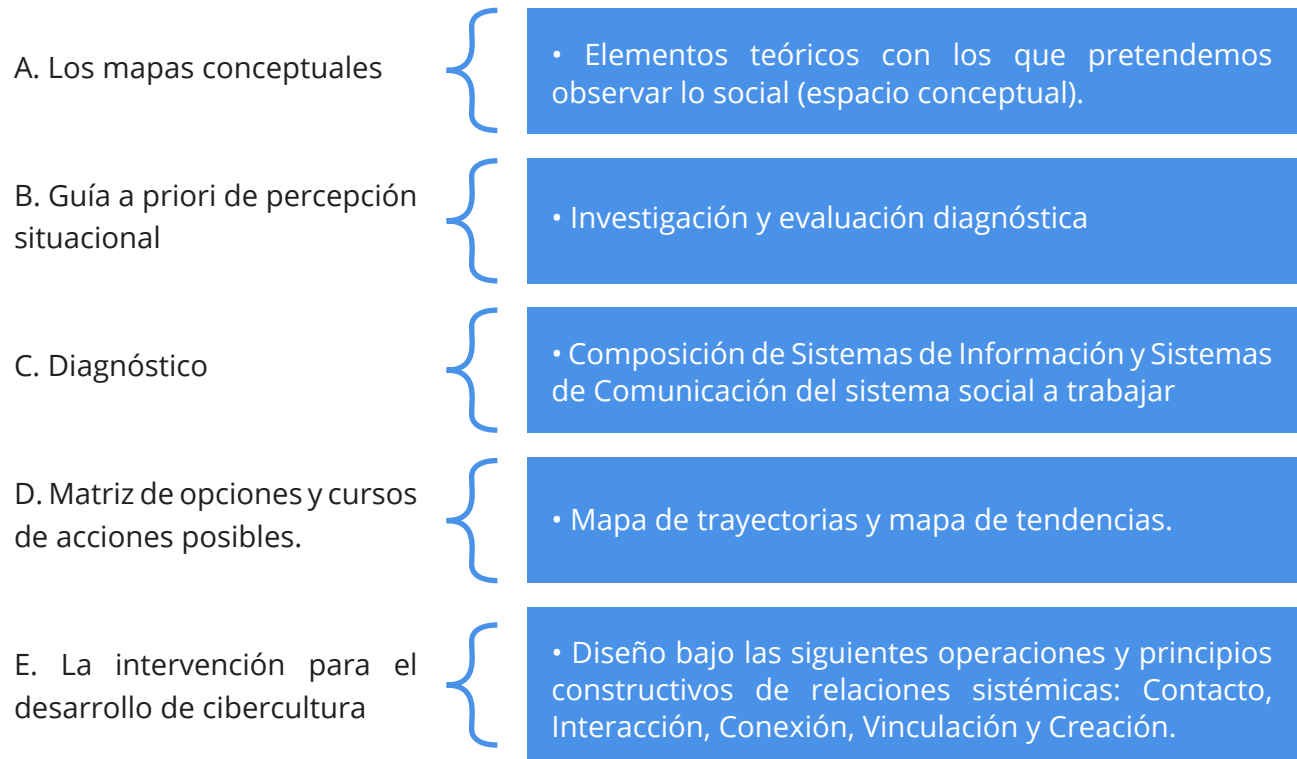 A. Los mapas conceptuales
• Elementos teóricos con los que pretendemos
observar lo social (espacio conceptual).
B. Guía a priori de percepción
situacional
• Investigación y evaluación diagnóstica
C. Diagnóstico
• Composición de Sistemas de Información y Sistemas
de Comunicación del sistema social a trabajar
D. Matriz de opciones y cursos
de acciones posibles.
• Mapa de trayectorias y mapa de tendencias.
E. La intervención para el
desarrollo de cibercultura
• Diseño bajo las siguientes operaciones y principios
constructivos de relaciones sistémicas: Contacto,
Interacción, Conexión, Vinculación y Creación.